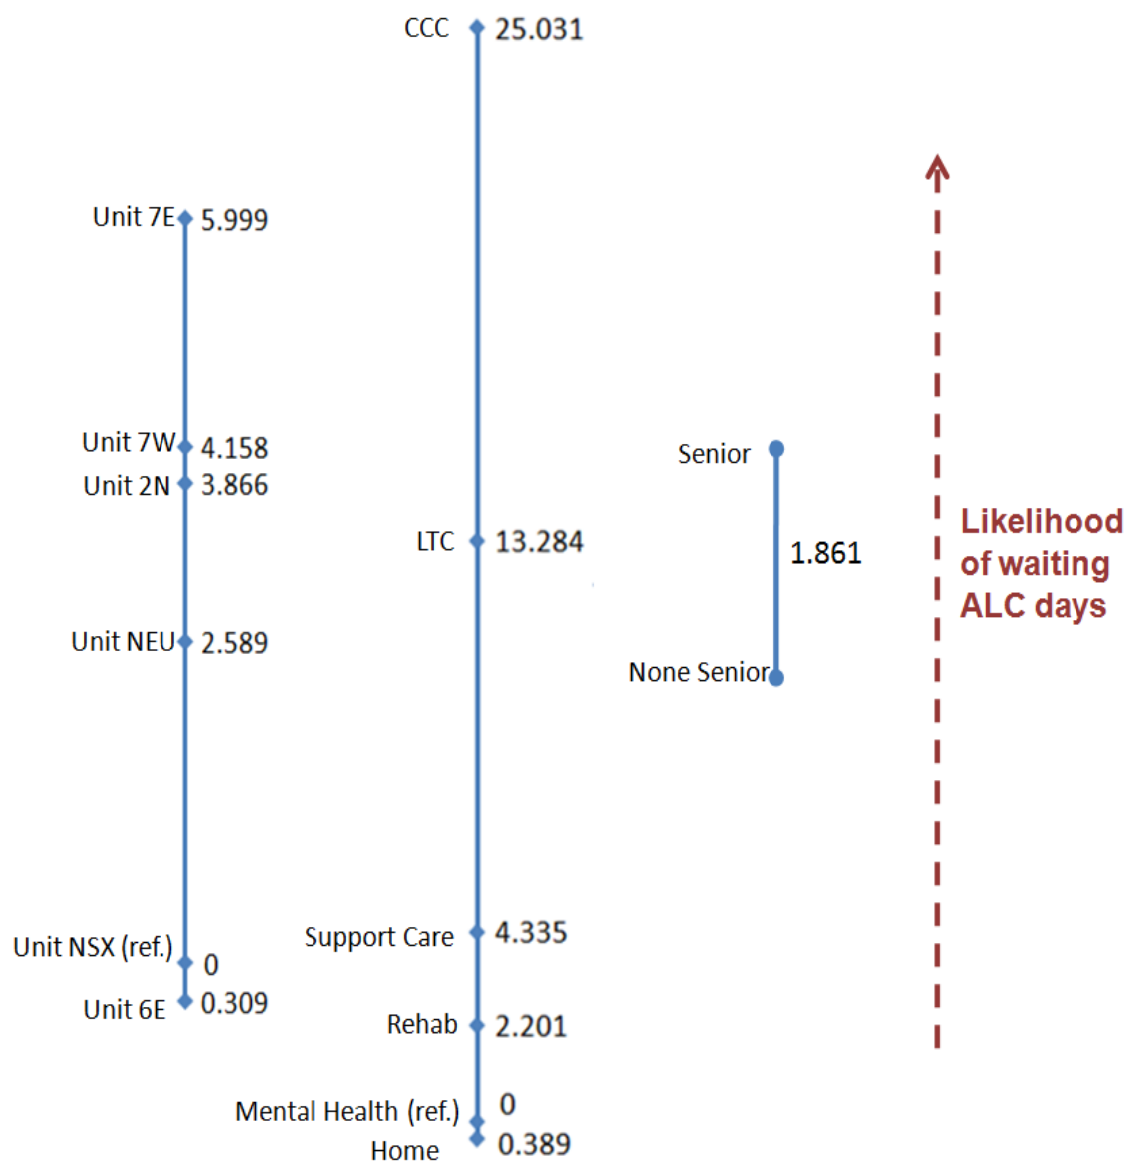 CCC 25.031
Unit 7E 5.999
Unit 7W 4.158
Unit 2N 3.866
Senior
LTC 13.284
1.861
Likelihood
of waiting
ALC days
Unit NEU 2.589
None Senior
Support Care 4.335
Unit NSX (ref.) 0
Unit 6E 0.309
Rehab 2.201
Mental Health (ref.) 0
Home 0.389